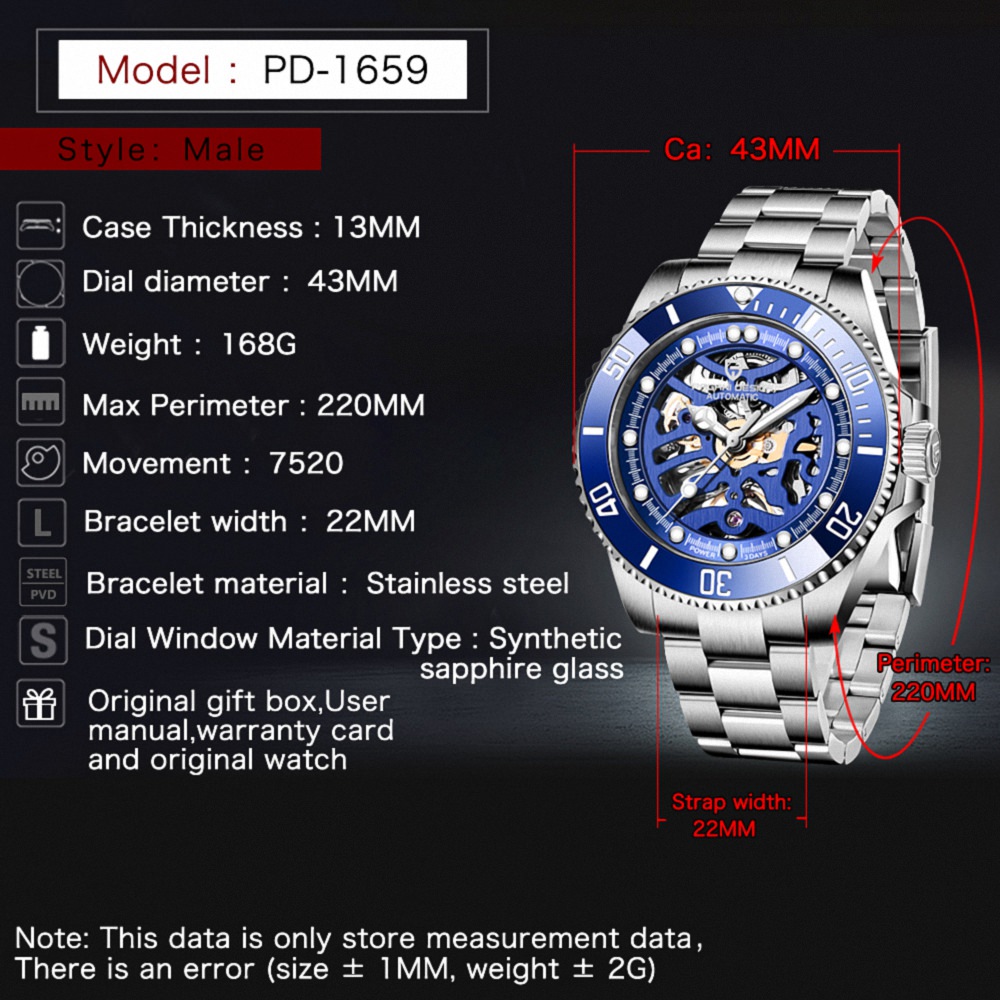 Model : PD-1659
Style: Male
Ca: 43MM
Case Thickness : 13MM
Dial diameter : 43MM
Weight : 168G
Max Perimeter : 220MM
Movement : 7520
L
Bracelet width : 22MM
STEEL
PVD
Bracelet material : Stainless steel
S
Dial Window Material Type : Synthetic
sapphire glass
Original gift box,User
manual,warranty card
and original watch
50
10
40
20
30
DESIGN
AUTOMATIC
POWER
3 DAYS
Perimeter:
220MM
Strap width:
22MM
Note: This data is only store measurement data,
There is an error (size ± 1MM, weight ± 2G)